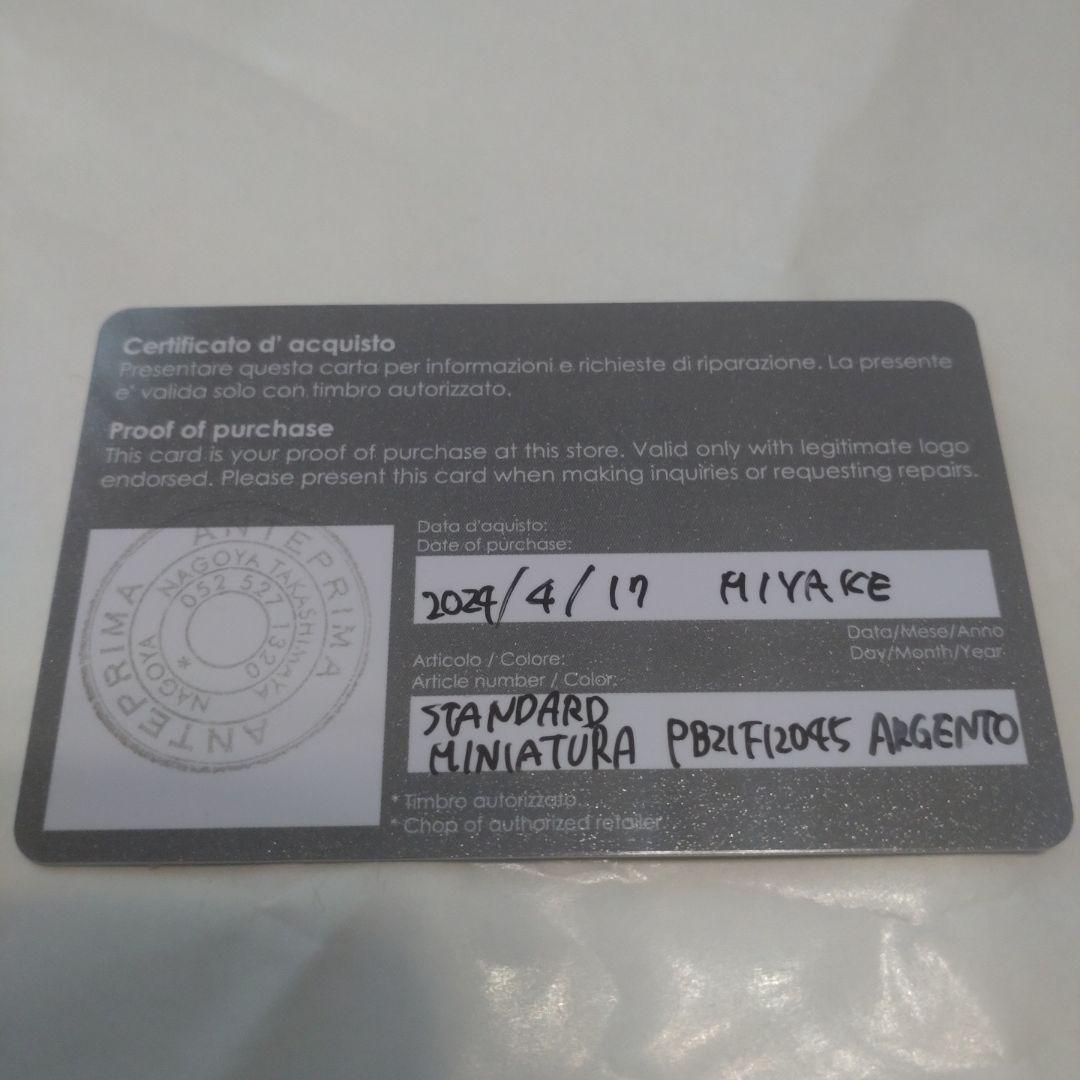 Certificato d' acquisto
Presentare questa carta per informazioni e richieste di riparazione. La presente
e' valida solo con timbro autorizzato.
Proof of purchase
This card is your proof of purchase at this store. Valid only with legitimate logo
endorsed. Please present this card when making inquiries or requesting repairs.
ANTEPRIMA
ANTEPRIMA
NAGOYA TAKASHIMAYA
NAGOYA
052 527 1320
*
Data d'aquisto:
Date of purchase:
2024/4/17 MIYAKE
Data/Mese/Anno
Day/Month/Year
Articolo / Colore:
Article number / Color:
STANDARD
MINIATURA PB21F12045 ARGENTO
* Timbro autorizzato.
* Chop of authorized retailer